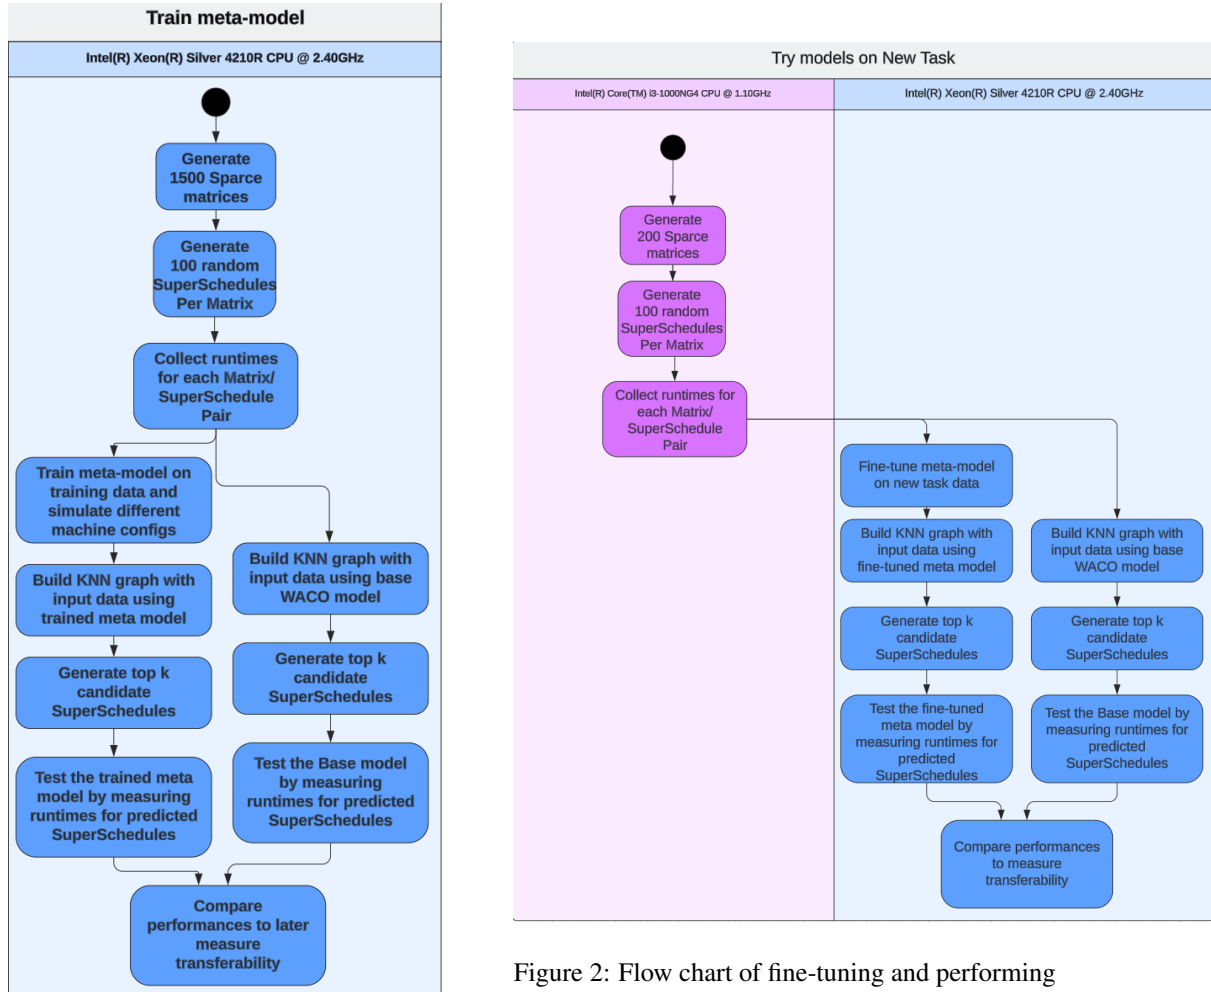 Train meta-model
Intel(R) Xeon(R) Silver 4210R CPU @ 2.40GHz
Generate
1500 Sparce
matrices
Generate
100 random
SuperSchedules
Per Matrix
Collect runtimes
for each Matrix/
SuperSchedule
Pair
Train meta-model on
training data and
simulate different
machine configs
Build KNN graph with
input data using
trained meta model
Generate top k
candidate
SuperSchedules
Test the trained meta
model by measuring
runtimes for predicted
SuperSchedules
Build KNN graph with
input data using base
WACO model
Generate top k
candidate
SuperSchedules
Test the Base model
by measuring
runtimes for predicted
SuperSchedules
Compare
performances to later
measure
transferability
Try models on New Task
Intel(R) Core(TM) i3-1000NG4 CPU @ 1.10GHz
Intel(R) Xeon(R) Silver 4210R CPU @ 2.40GHz
Generate
200 Sparce
matrices
Generate
100 random
SuperSchedules
Per Matrix
Collect runtimes for
each Matrix/
SuperSchedule
Pair
Fine-tune meta-model
on new task data
Build KNN graph with
input data using
fine-tuned meta model
Generate top k
candidate
SuperSchedules
Test the fine-tuned
meta model by
measuring runtimes for
predicted
SuperSchedules
Build KNN graph with
input data using base
WACO model
Generate top k
candidate
SuperSchedules
Test the Base model by
measuring runtimes for
predicted
SuperSchedules
Compare performances
to measure
transferability
Figure 2: Flow chart of fine-tuning and performing